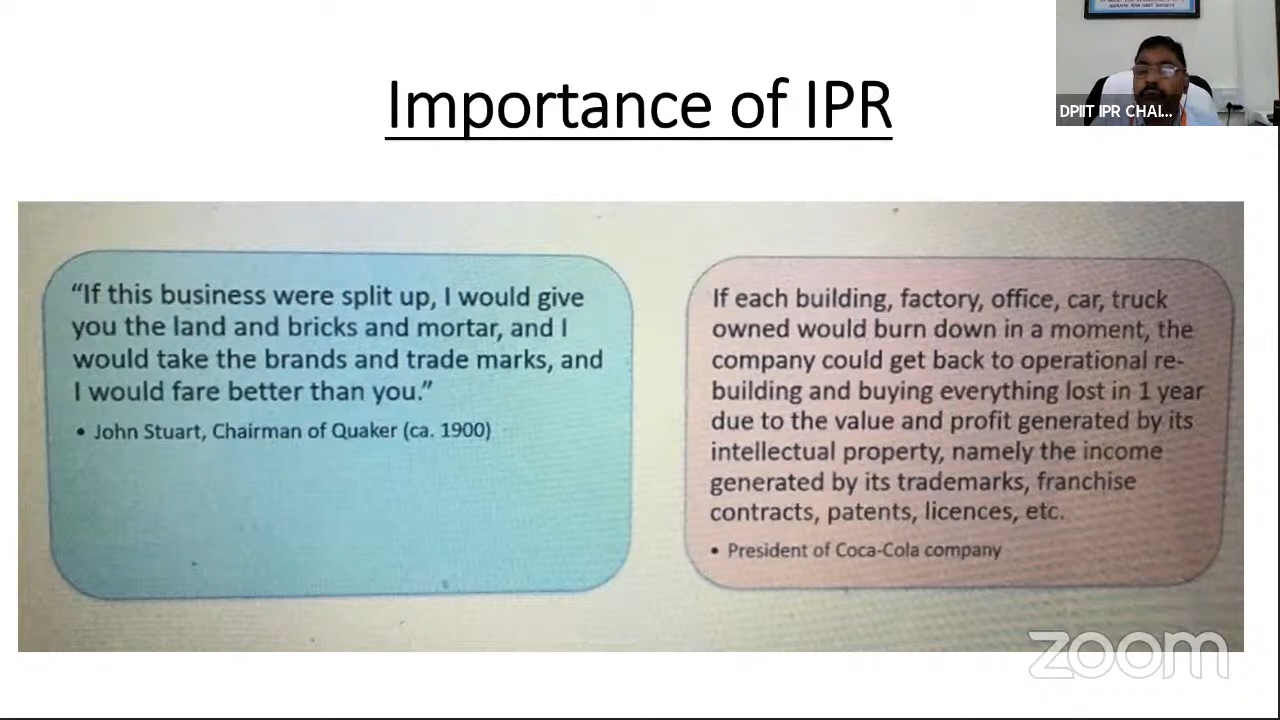 Importance of IPR
DPIIT IPR CHAI...
“If this business were split up, I would give
you the land and bricks and mortar, and I
would take the brands and trade marks, and
I would fare better than you.”
• John Stuart, Chairman of Quaker (ca. 1900)
If each building, factory, office, car, truck
owned would burn down in a moment, the
company could get back to operational re-
building and buying everything lost in 1 year
due to the value and profit generated by its
intellectual property, namely the income
generated by its trademarks, franchise
contracts, patents, licences, etc.
• President of Coca-Cola company
zoom